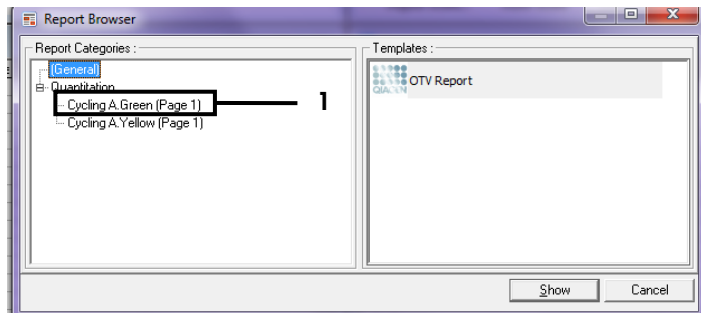 Report Browser
Report Categories :
(General)
Quantitation
Cycling A.Green (Page 1)
Cycling A.Yellow (Page 1)
1
Templates :
QIAGEN
OTV Report
Show
Cancel